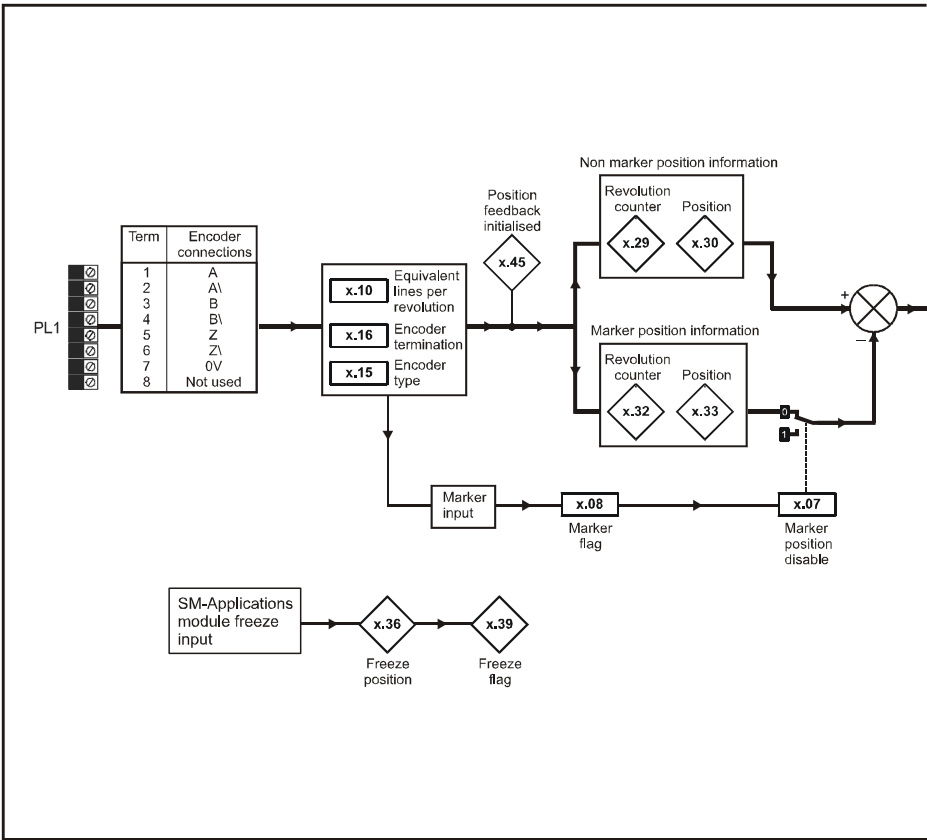 Non marker position information
Position
feedback
initialised
Revolution
counter
Position
x.29
x.30
x.45
Term
Encoder
connections
1 A
2 A\
3 B
4 B\
5 Z
6 Z\
7 0V
8 Not used
PL1
x.10
Equivalent
lines per
revolution
x.16
Encoder
termination
x.15
Encoder
type
+
–
Marker position information
Revolution
counter
Position
x.32
x.33
0
1
Marker
input
x.08
Marker
flag
x.07
Marker
position
disable
SM-Applications
module freeze
input
x.36
Freeze
position
x.39
Freeze
flag